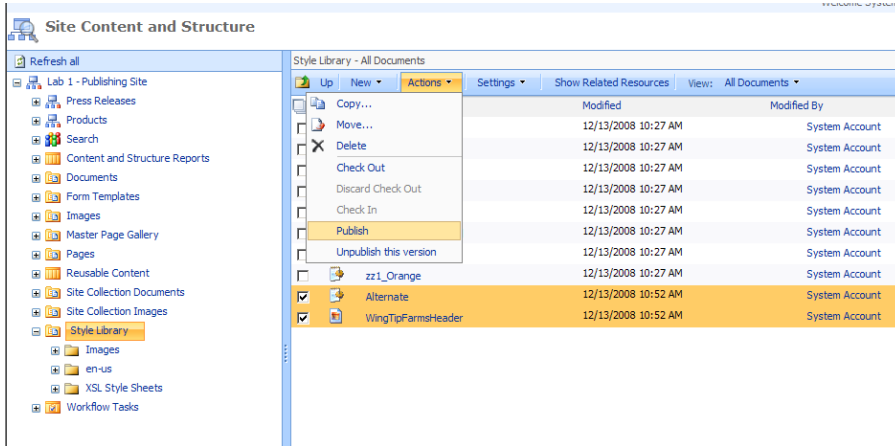 Welcome System
Site Content and Structure
Refresh all
Lab 1 - Publishing Site
Press Releases
Products
Search
Content and Structure Reports
Documents
Form Templates
Images
Master Page Gallery
Pages
Reusable Content
Site Collection Documents
Site Collection Images
Style Library
Images
en-us
XSL Style Sheets
Workflow Tasks
Style Library - All Documents
Up New Actions Settings Show Related Resources View: All Documents
Copy...
Move...
Delete
Check Out
Discard Check Out
Check In
Publish
Unpublish this version
Modified Modified By
12/13/2008 10:27 AM System Account
12/13/2008 10:27 AM System Account
12/13/2008 10:27 AM System Account
12/13/2008 10:27 AM System Account
12/13/2008 10:27 AM System Account
12/13/2008 10:27 AM System Account
12/13/2008 10:27 AM System Account
zz1_Orange 12/13/2008 10:27 AM System Account
Alternate 12/13/2008 10:52 AM System Account
WingTipFarmsHeader 12/13/2008 10:52 AM System Account